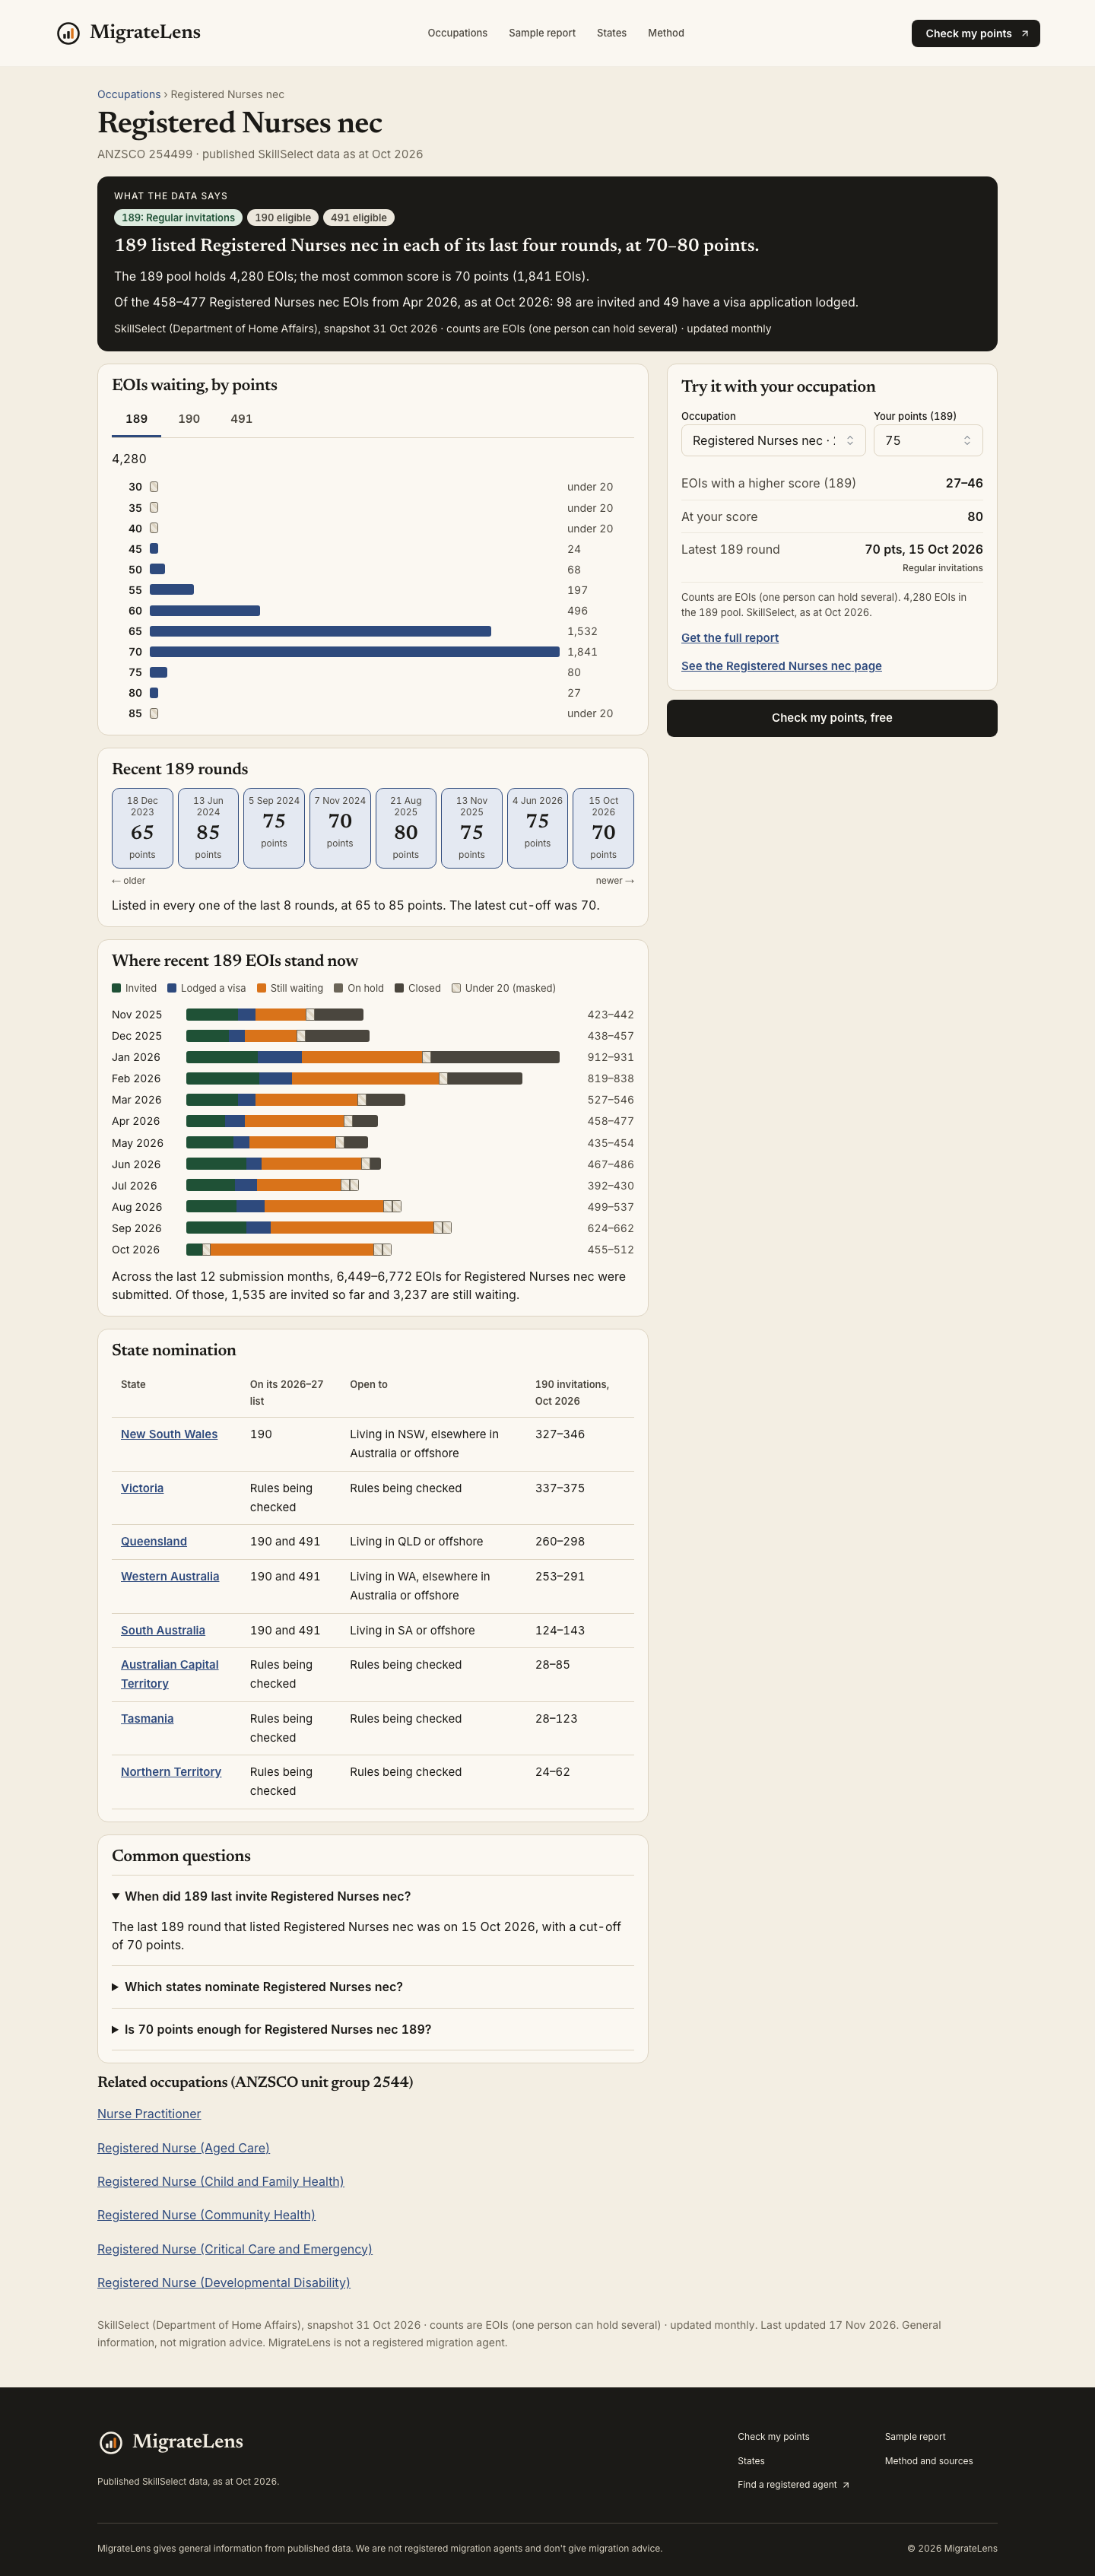 MigrateLens
Occupations Sample report States Method
Check my points ↗
Occupations › Registered Nurses nec
Registered Nurses nec
ANZSCO 254499 · published SkillSelect data as at Oct 2026
WHAT THE DATA SAYS
189: Regular invitations 190 eligible 491 eligible
189 listed Registered Nurses nec in each of its last four rounds, at 70–80 points.
The 189 pool holds 4,280 EOIs; the most common score is 70 points (1,841 EOIs).
Of the 458–477 Registered Nurses nec EOIs from Apr 2026, as at Oct 2026: 98 are invited and 49 have a visa application lodged.
SkillSelect (Department of Home Affairs), snapshot 31 Oct 2026 · counts are EOIs (one person can hold several) · updated monthly
EOIs waiting, by points
189 190 491
4,280
30 under 20
35 under 20
40 under 20
45 24
50 68
55 197
60 496
65 1,532
70 1,841
75 80
80 27
85 under 20
Try it with your occupation
Occupation Your points (189)
Registered Nurses nec · 75
EOIs with a higher score (189) 27–46
At your score 80
Latest 189 round 70 pts, 15 Oct 2026
Regular invitations
Counts are EOIs (one person can hold several). 4,280 EOIs in
the 189 pool. SkillSelect, as at Oct 2026.
Get the full report
See the Registered Nurses nec page
Check my points, free
Recent 189 rounds
18 Dec 2023 65 points
13 Jun 2024 85 points
5 Sep 2024 75 points
7 Nov 2024 70 points
21 Aug 2025 80 points
13 Nov 2025 75 points
4 Jun 2026 75 points
15 Oct 2026 70 points
← older newer →
Listed in every one of the last 8 rounds, at 65 to 85 points. The latest cut-off was 70.
Where recent 189 EOIs stand now
Invited Lodged a visa Still waiting On hold Closed Under 20 (masked)
Nov 2025 423–442
Dec 2025 438–457
Jan 2026 912–931
Feb 2026 819–838
Mar 2026 527–546
Apr 2026 458–477
May 2026 435–454
Jun 2026 467–486
Jul 2026 392–430
Aug 2026 499–537
Sep 2026 624–662
Oct 2026 455–512
Across the last 12 submission months, 6,449–6,772 EOIs for Registered Nurses nec were
submitted. Of those, 1,535 are invited so far and 3,237 are still waiting.
State nomination
State On its 2026–27 list Open to 190 invitations, Oct 2026
New South Wales 190 Living in NSW, elsewhere in Australia or offshore 327–346
Victoria Rules being checked Rules being checked 337–375
Queensland 190 and 491 Living in QLD or offshore 260–298
Western Australia 190 and 491 Living in WA, elsewhere in Australia or offshore 253–291
South Australia 190 and 491 Living in SA or offshore 124–143
Australian Capital Territory Rules being checked Rules being checked 28–85
Tasmania Rules being checked Rules being checked 28–123
Northern Territory Rules being checked Rules being checked 24–62
Common questions
▼ When did 189 last invite Registered Nurses nec?
The last 189 round that listed Registered Nurses nec was on 15 Oct 2026, with a cut-off
of 70 points.
▶ Which states nominate Registered Nurses nec?
▶ Is 70 points enough for Registered Nurses nec 189?
Related occupations (ANZSCO unit group 2544)
Nurse Practitioner
Registered Nurse (Aged Care)
Registered Nurse (Child and Family Health)
Registered Nurse (Community Health)
Registered Nurse (Critical Care and Emergency)
Registered Nurse (Developmental Disability)
SkillSelect (Department of Home Affairs), snapshot 31 Oct 2026 · counts are EOIs (one person can hold several) · updated monthly. Last updated 17 Nov 2026. General
information, not migration advice. MigrateLens is not a registered migration agent.
MigrateLens
Published SkillSelect data, as at Oct 2026.
Check my points Sample report
States Method and sources
Find a registered agent ↗
MigrateLens gives general information from published data. We are not registered migration agents and don't give migration advice.
© 2026 MigrateLens